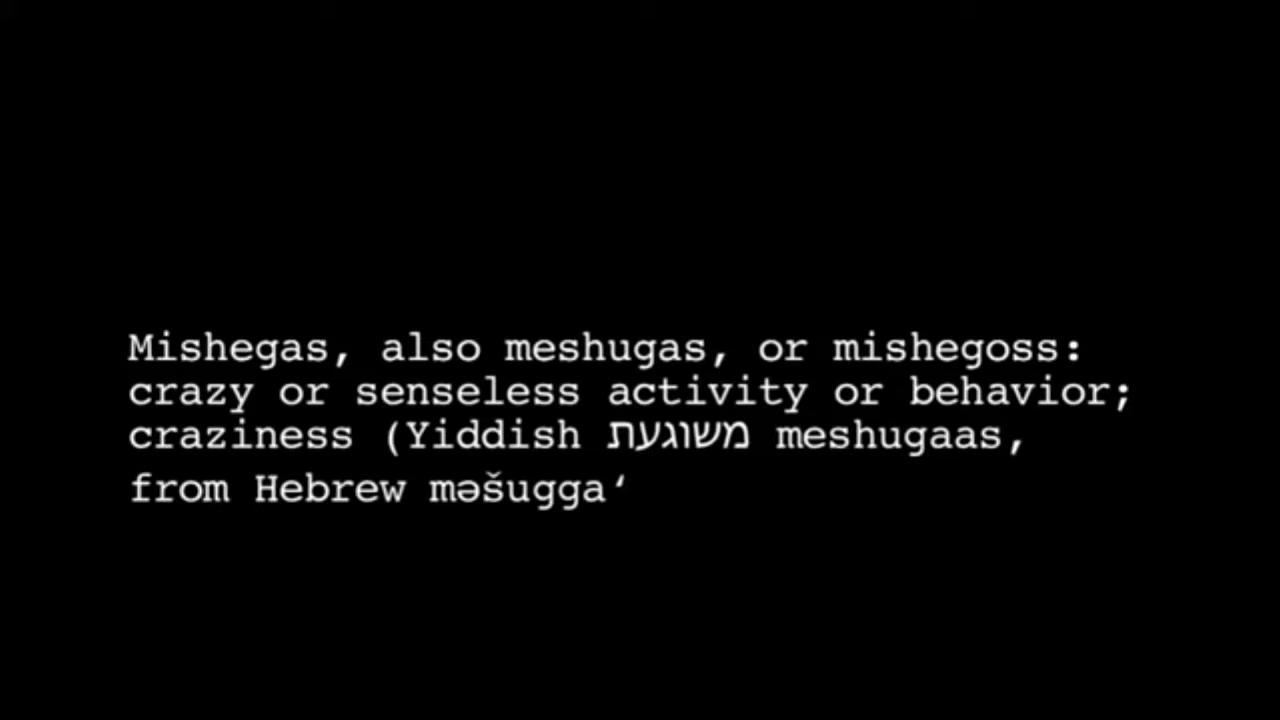 Mishegas, also meshugas, or mishegoss:
crazy or senseless activity or behavior;
craziness (Yiddish משוגעת meshugaas,
from Hebrew məšugga‘